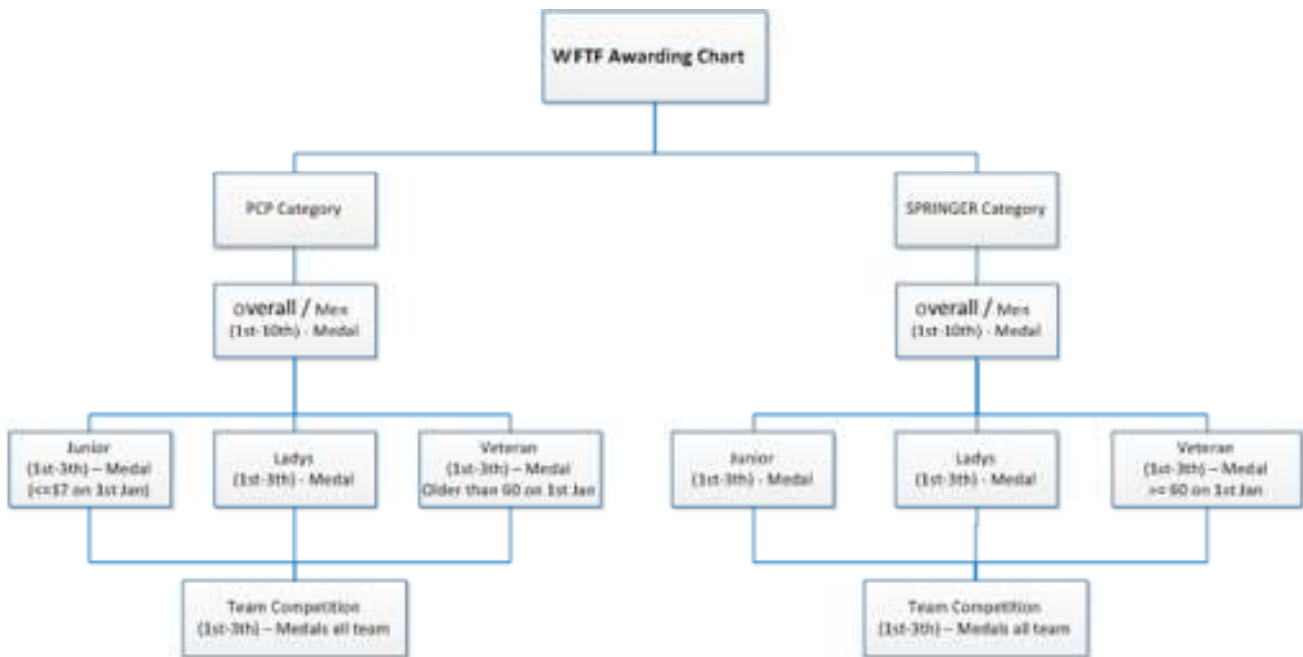 WFTF Awarding Chart
PCP Category
SPRINGER Category
overall / Men
(1st-10th) - Medal
overall / Men
(1st-10th) - Medal
Junior
(1st-3th) – Medal
(<=17 on 1st Jan)
Ladys
(1st-3th) - Medal
Veteran
(1st-3th) – Medal
Older than 60 on 1st Jan
Junior
(1st-3th) - Medal
Ladys
(1st-3th) - Medal
Veteran
(1st-3th) – Medal
>= 60 on 1st Jan
Team Competition
(1st-3th) – Medals all team
Team Competition
(1st-3th) – Medals all team